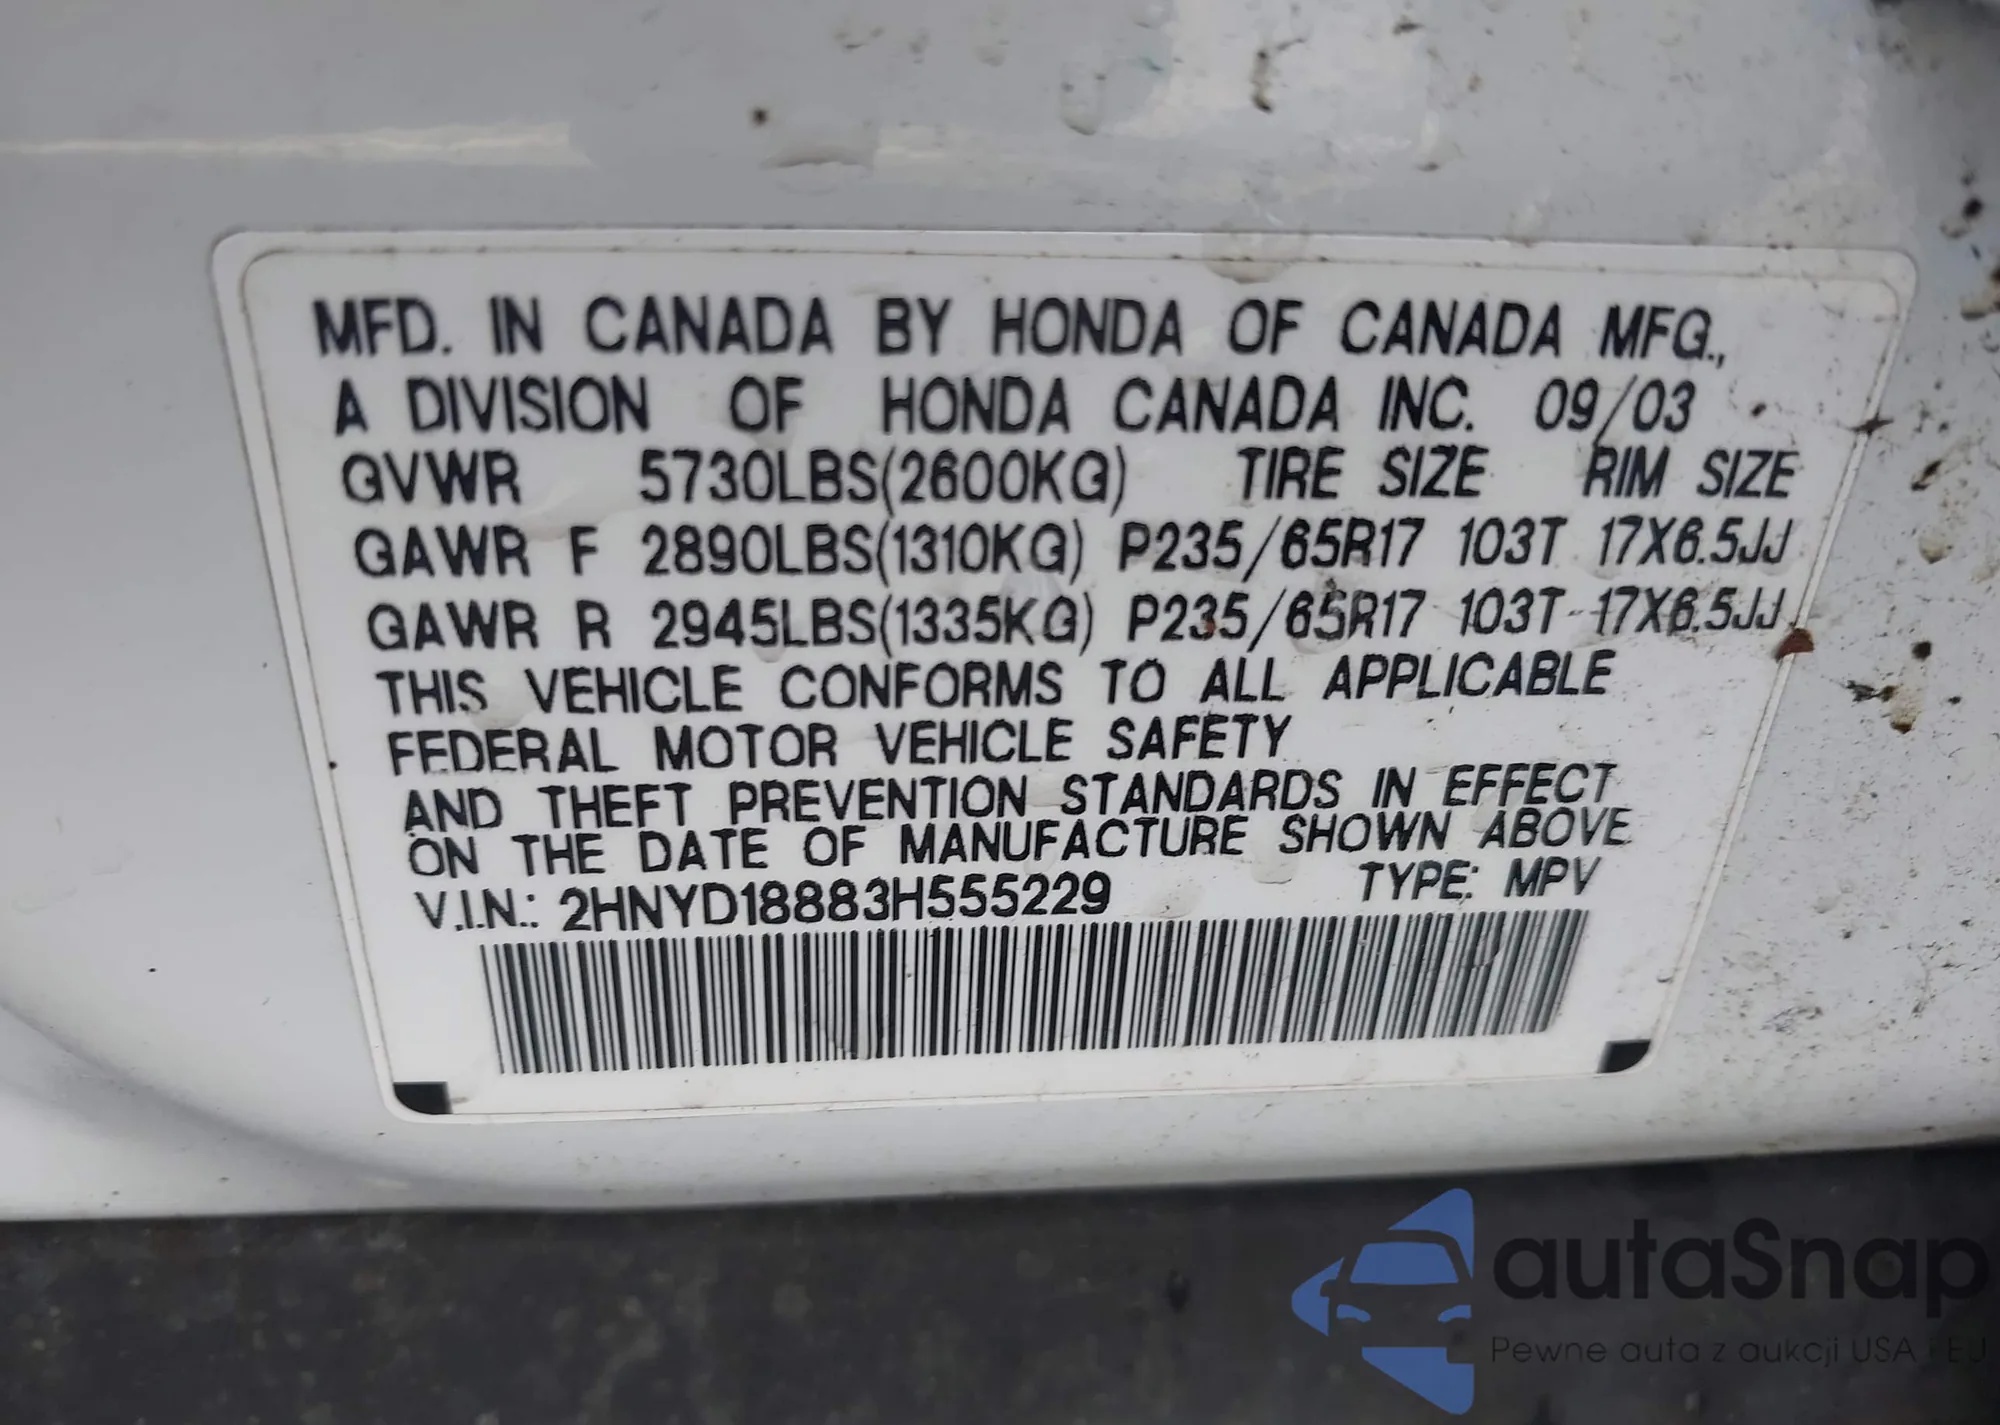 MFD. IN CANADA BY HONDA OF CANADA MFG.,
A DIVISION OF HONDA CANADA INC. 09/03
GVWR 5730LBS(2600KG) TIRE SIZE RIM SIZE
GAWR F 2890LBS(1310KG) P235/65R17 103T 17X6.5JJ
GAWR R 2945LBS(1335KG) P235/65R17 103T 17X6.5JJ
THIS VEHICLE CONFORMS TO ALL APPLICABLE
FEDERAL MOTOR VEHICLE SAFETY
AND THEFT PREVENTION STANDARDS IN EFFECT
ON THE DATE OF MANUFACTURE SHOWN ABOVE
V.I.N.: 2HNYD18883H555229 TYPE: MPV
autaSnap
Pewne auta z aukcji USA i EU